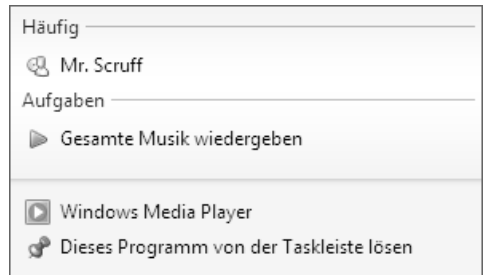 Häufig
Mr. Scruff
Aufgaben
Gesamte Musik wiedergeben
Windows Media Player
Dieses Programm von der Taskleiste lösen